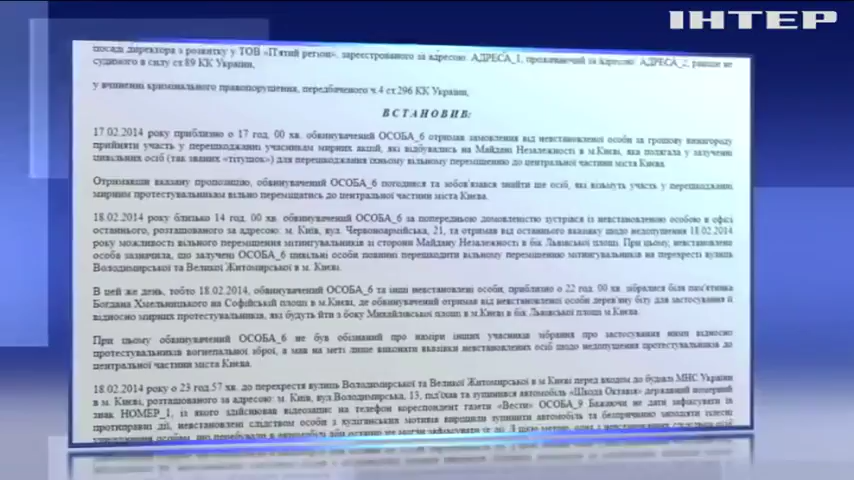 ІНТЕР
посаді директора з розвитку у ТОВ «П'ятий регіон», зареєстрованого за адресою: АДРЕСА_1, проживаючий за адресою: АДРЕСА_2, раніше не
судимого в силу ст.89 КК України,
у вчиненні кримінального правопорушення, передбаченого ч.4 ст.296 КК України,
ВСТАНОВИВ:
17.02.2014 року приблизно о 17 год. 00 хв. обвинувачений ОСОБА_6 отримав замовлення від невстановленої особи за грошову винагороду
прийняти участь у перешкоджанні учасникам мирних акцій, які відбувались на Майдані Незалежності в м.Києві, яка полягала у залученні
цивільних осіб (так званих «тітушок») для перешкоджання їхньому вільному переміщенню до центральної частини міста Києва.
Отримавши вказану пропозицію, обвинувачений ОСОБА_6 погодився та зобов'язався знайти ще осіб, які візьмуть участь у перешкоджанні
мирним протестувальникам вільно переміщатись до центральної частини міста Києва.
18.02.2014 року близько 14 год. 00 хв. обвинувачений ОСОБА_6 за попередньою домовленістю зустрівся із невстановленою особою в офісі
останнього, розташованого за адресою: м. Київ, вул. Червоноармійська, 21, та отримав від останнього вказівку щодо недопущення 18.02.2014
року можливості вільного переміщення мітингувальників зі сторони Майдану Незалежності в бік Львівської площі. При цьому, невстановлена
особа зазначила, що залучені ОСОБА_6 цивільні особи повинні перешкодити вільному переміщенню мітингувальників на перехресті вулиць
Володимирської та Великої Житомирської в м. Києві.
В цей же день, тобто 18.02.2014, обвинувачений ОСОБА_6 та інші невстановлені особи, приблизно о 22 год. 00 хв. зібралися біля пам'ятника
Богдана Хмельницького на Софійській площі в м.Києві, де обвинувачений отримав від невстановленої особи дерев'яну біту для застосування її
відносно мирних протестувальників, які будуть йти з боку Михайлівської площі в м.Києві в бік Львівської площі м.Києва.
При цьому обвинувачений ОСОБА_6 не був обізнаний про наміри інших учасників зібрання про застосування ними відносно
протестувальників вогнепальної зброї, а мав на меті лише виконати вказівки невстановлених осіб щодо недопущення протестувальників до
центральної частини міста Києва.
18.02.2014 року о 23 год.57 хв. до перехрестя вулиць Володимирської та Великої Житомирської в м Києві перед входом до будівлі МНС України
в м. Києві, розташованого за адресою: м. Київ, вул.Володимирська, 13, під'їхав та зупинився автомобіль «Шкода Октавія» державний номерний
знак НОМЕР_1, із якого здійснював відеозапис на телефон кореспондент газети «Вести» ОСОБА_9 Бажаючи не дати зафіксувати їх
протиправні дії, невстановлені слідством особи з хуліганських мотивів вирішили зупинити автомобіль та безпричинно заподіяти тілесні
ушкодження особам, що перебували в автомобілі